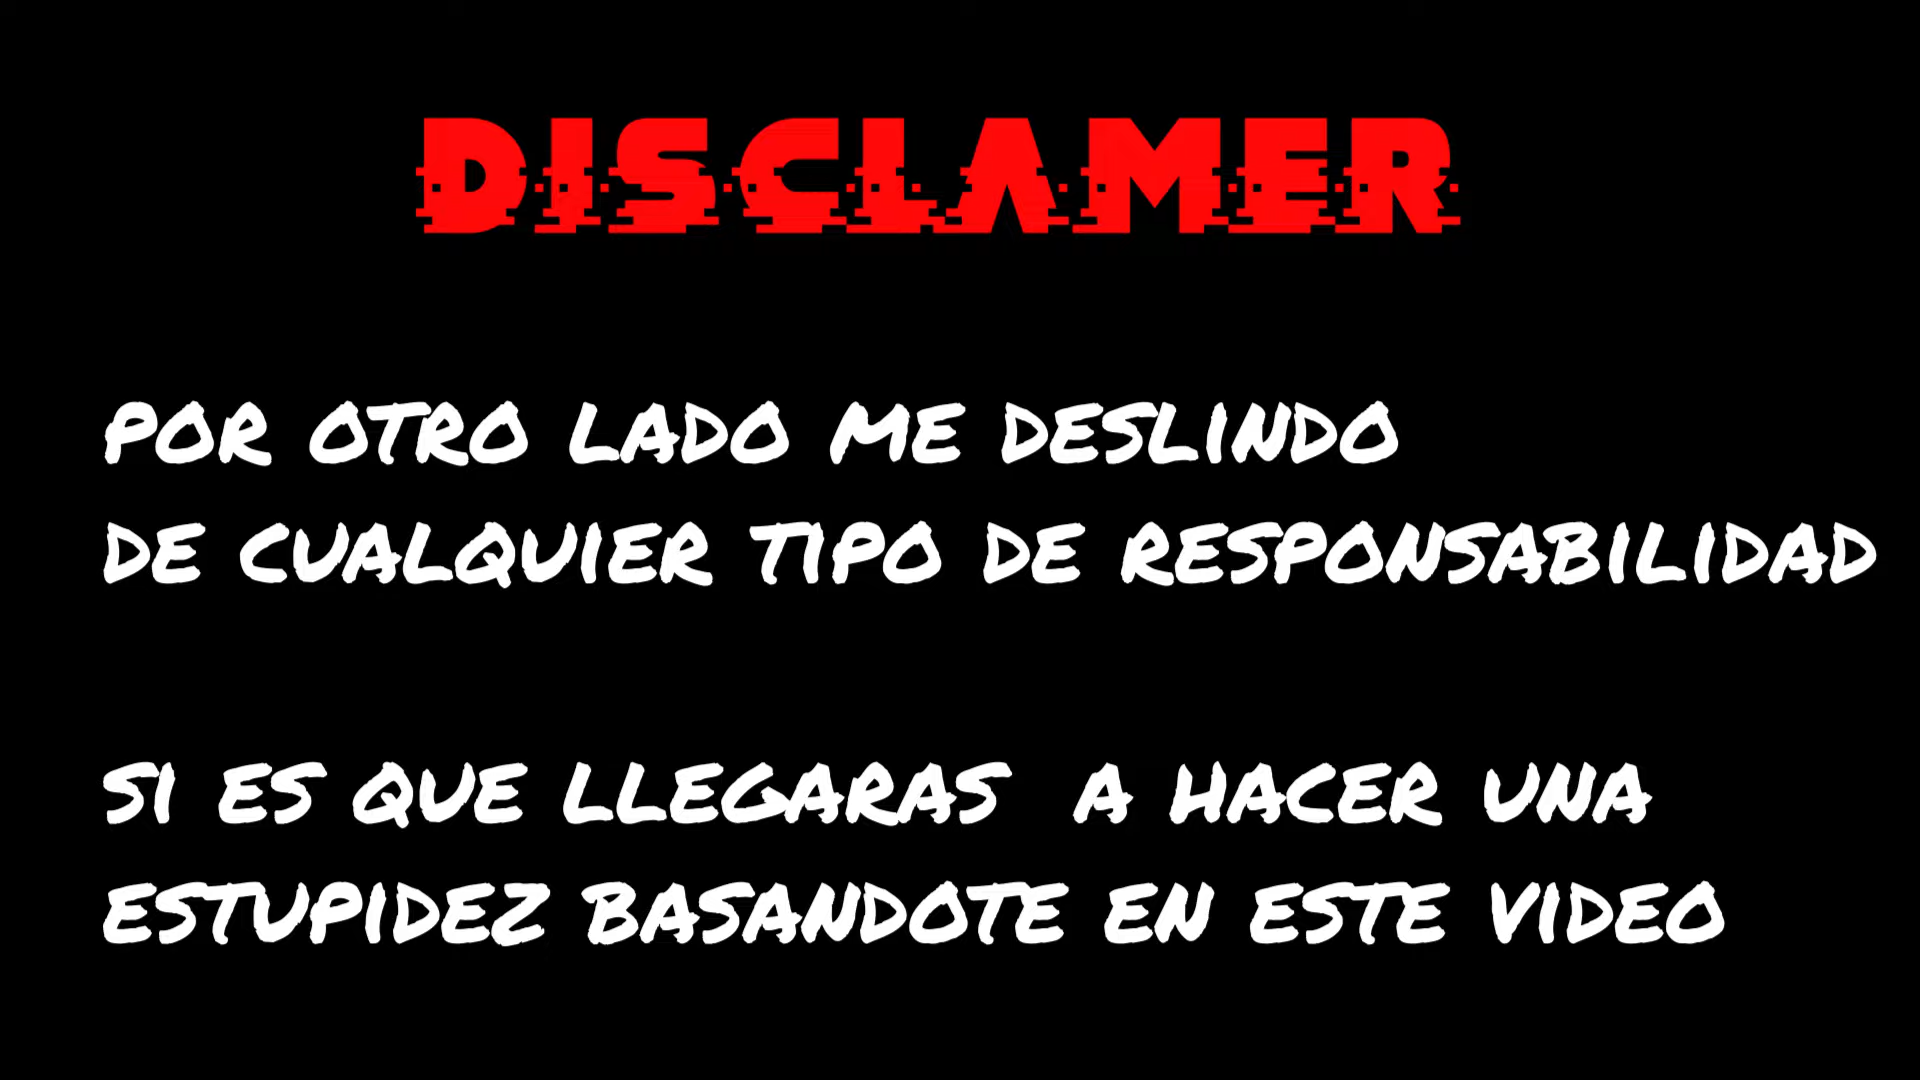 DISCLAMER
POR OTRO LADO ME DESLINDO
DE CUALQUIER TIPO DE RESPONSABILIDAD
SI ES QUE LLEGARAS A HACER UNA
ESTUPIDEZ BASANDOTE EN ESTE VIDEO